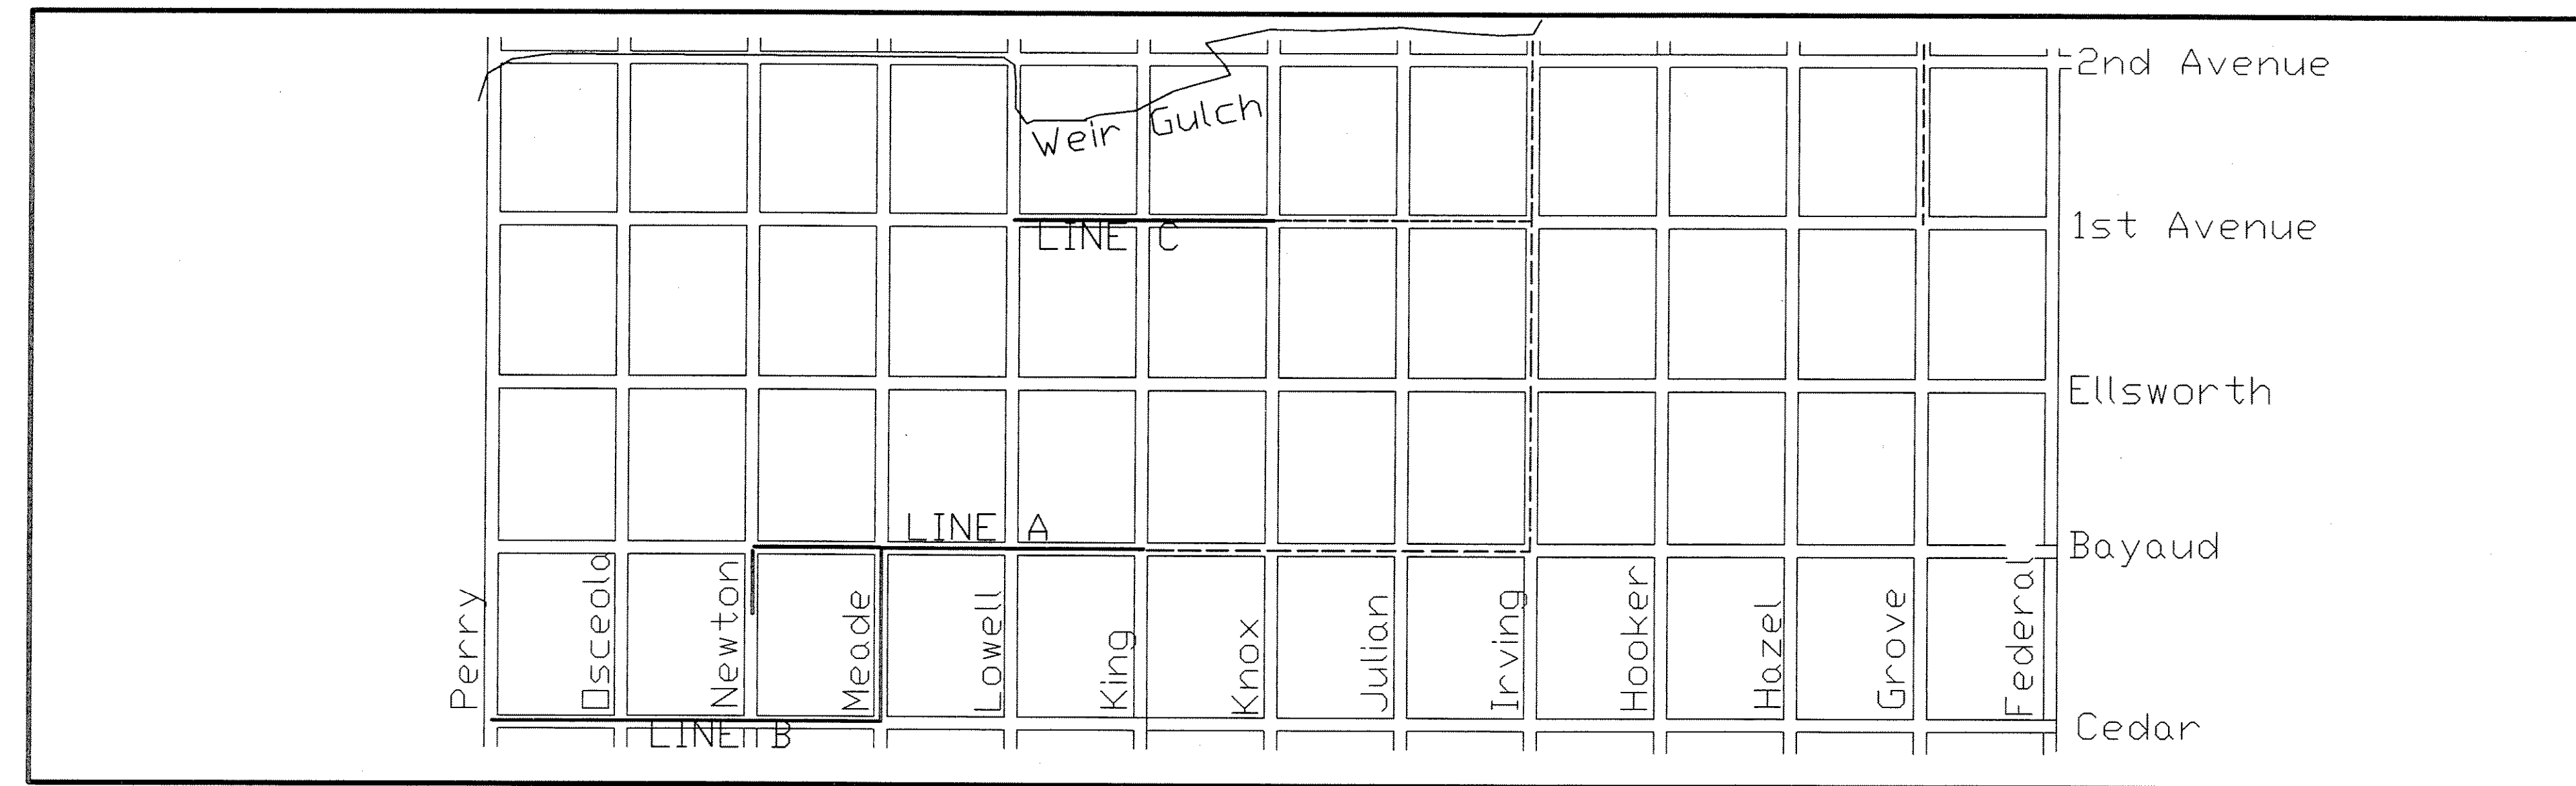 2nd Avenue
Weir Gulch
1st Avenue
LINE C
Ellsworth
LINE A
Bayaud
Perry
Osceola
Newton
Meade
Lowell
King
Knox
Julian
Irving
Hooker
Hazel
Grove
Federal
LINE B
Cedar